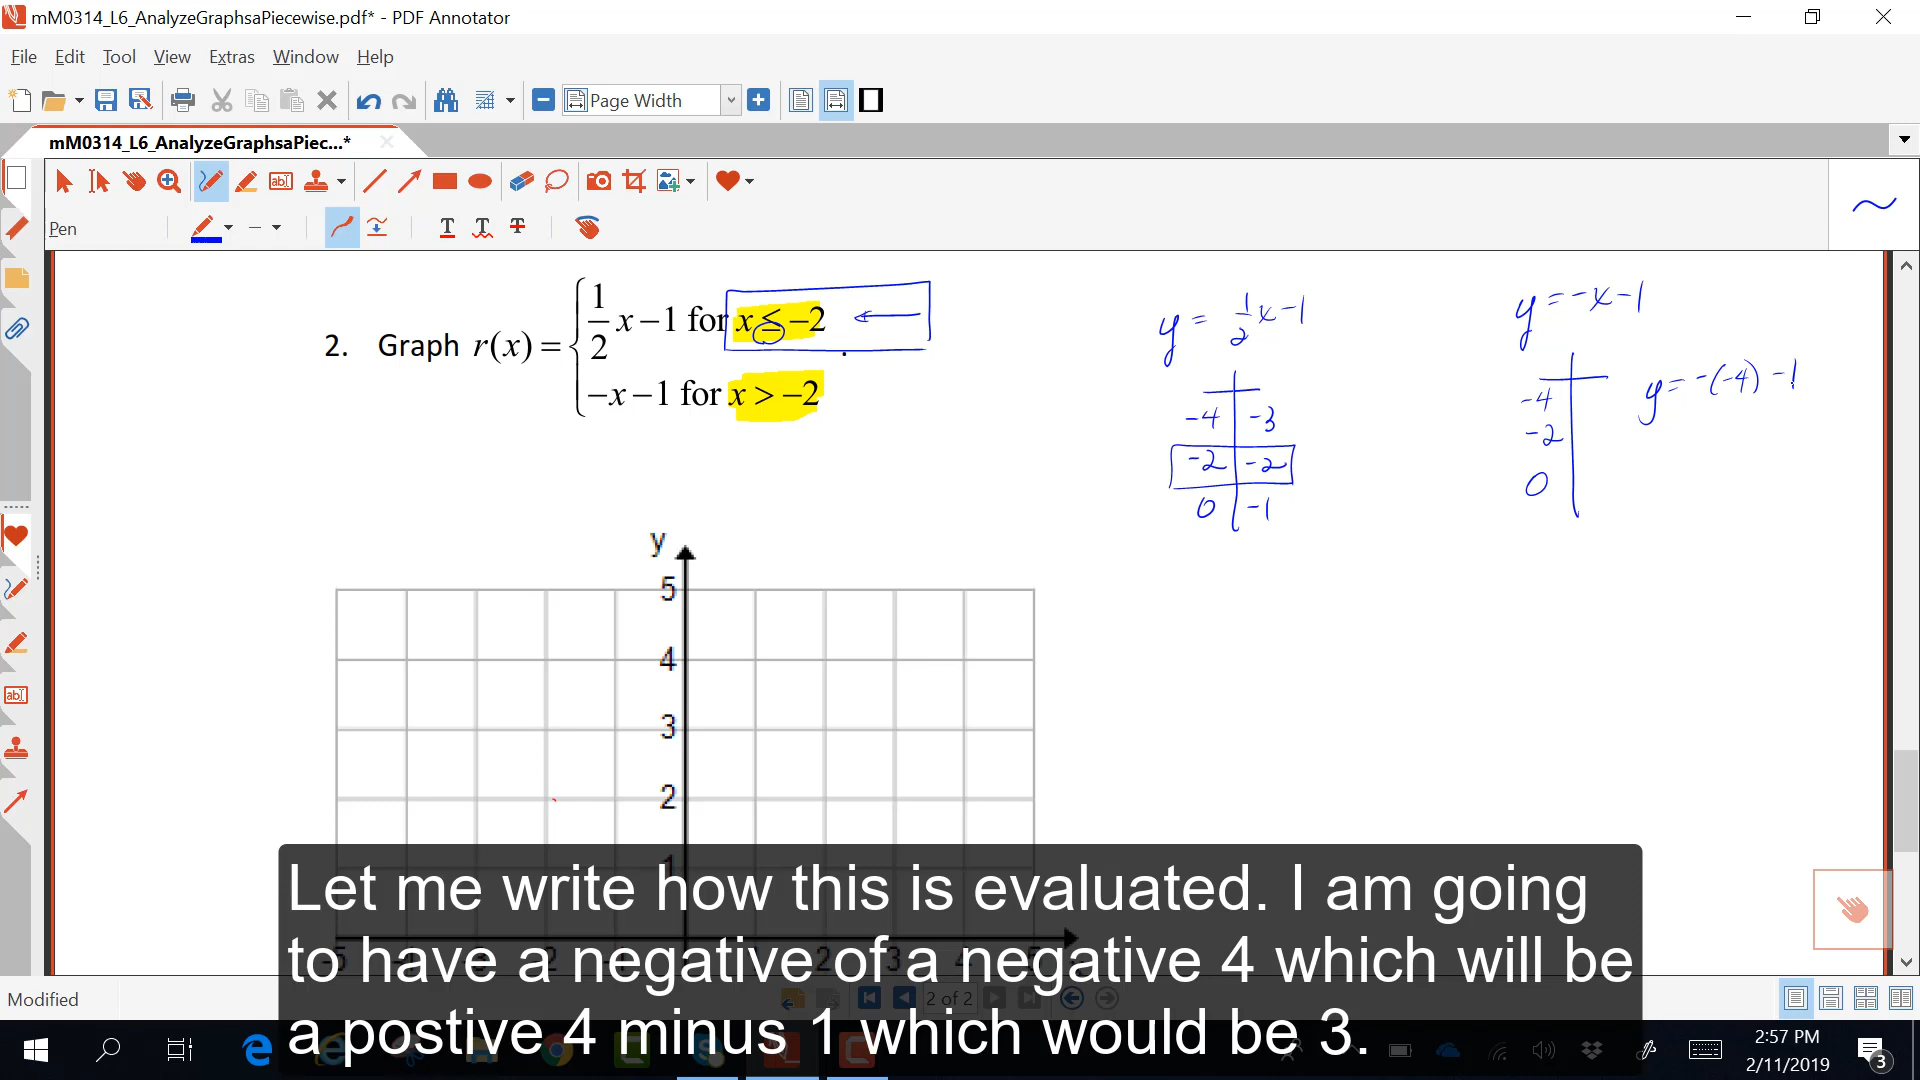 mM0314_L6_AnalyzeGraphsaPiecewise.pdf* - PDF Annotator
File Edit Tool View Extras Window Help
Page Width
mM0314_L6_AnalyzeGraphsaPiec...*
Pen
2. Graph r(x) = { 1/2 x − 1 for x ≤ −2
−x − 1 for x > −2
y = 1/2 x − 1
-4 -3
-2 -2
0 -1
y = -x - 1
-4
-2
0
y = -(-4) - 1
y
5
4
3
2
Let me write how this is evaluated. I am going
to have a negative of a negative 4 which will be
a postive 4 minus 1 which would be 3.
Modified
2 of 2
2:57 PM
2/11/2019
3